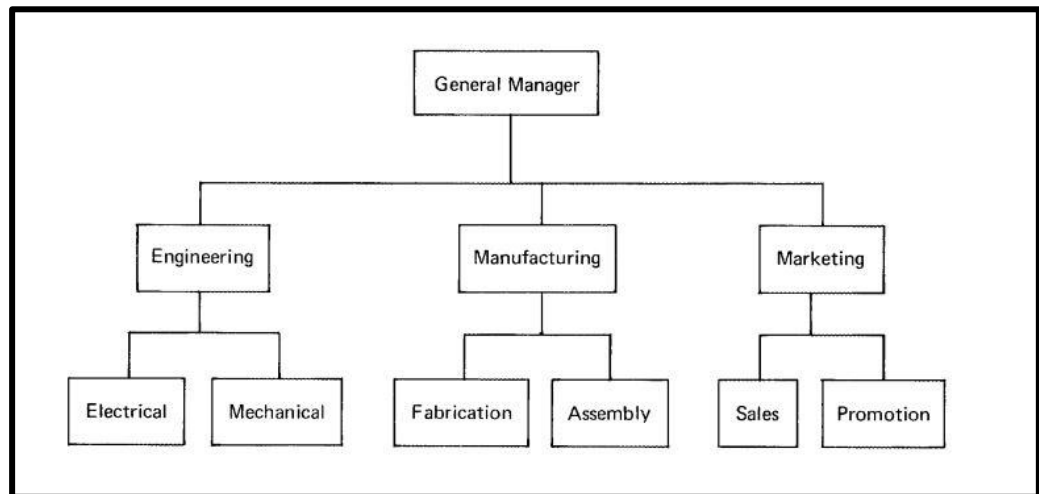 General Manager
Engineering
Manufacturing
Marketing
Electrical
Mechanical
Fabrication
Assembly
Sales
Promotion